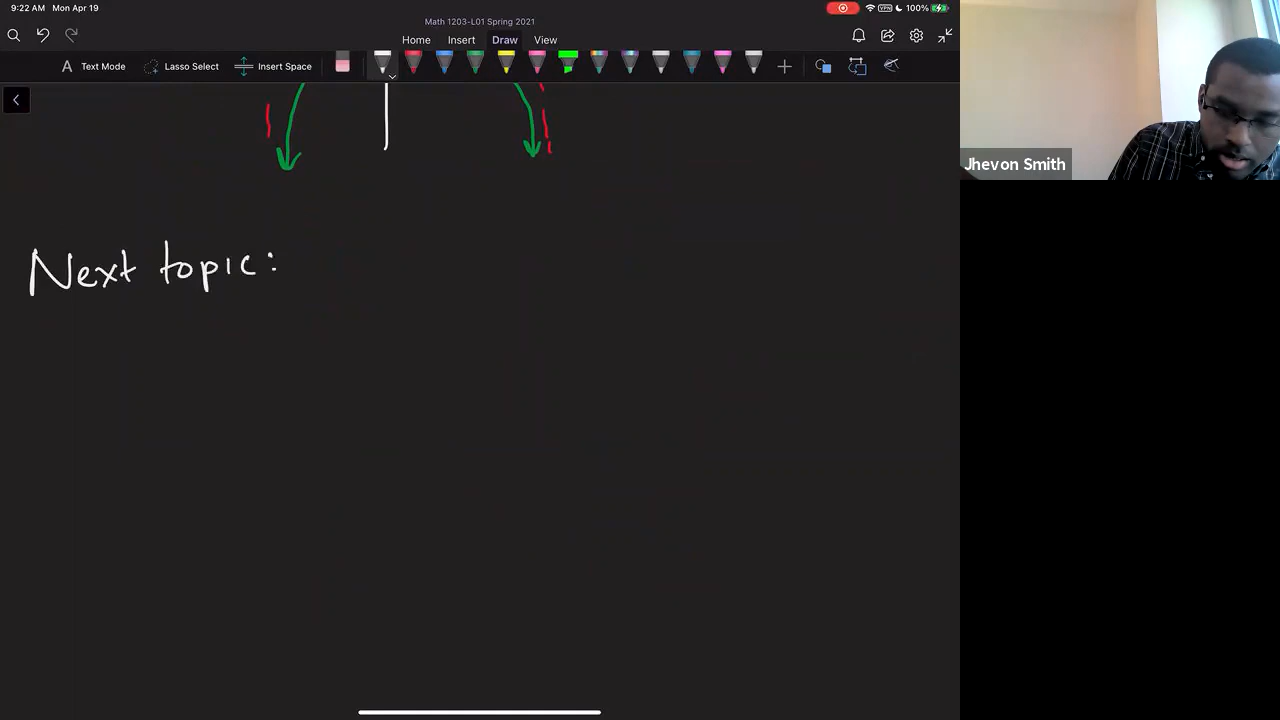 9:22 AM Mon Apr 19
VPN 100%
Math 1203-L01 Spring 2021
Home Insert Draw View
A Text Mode Lasso Select Insert Space
Jhevon Smith
Next topic: